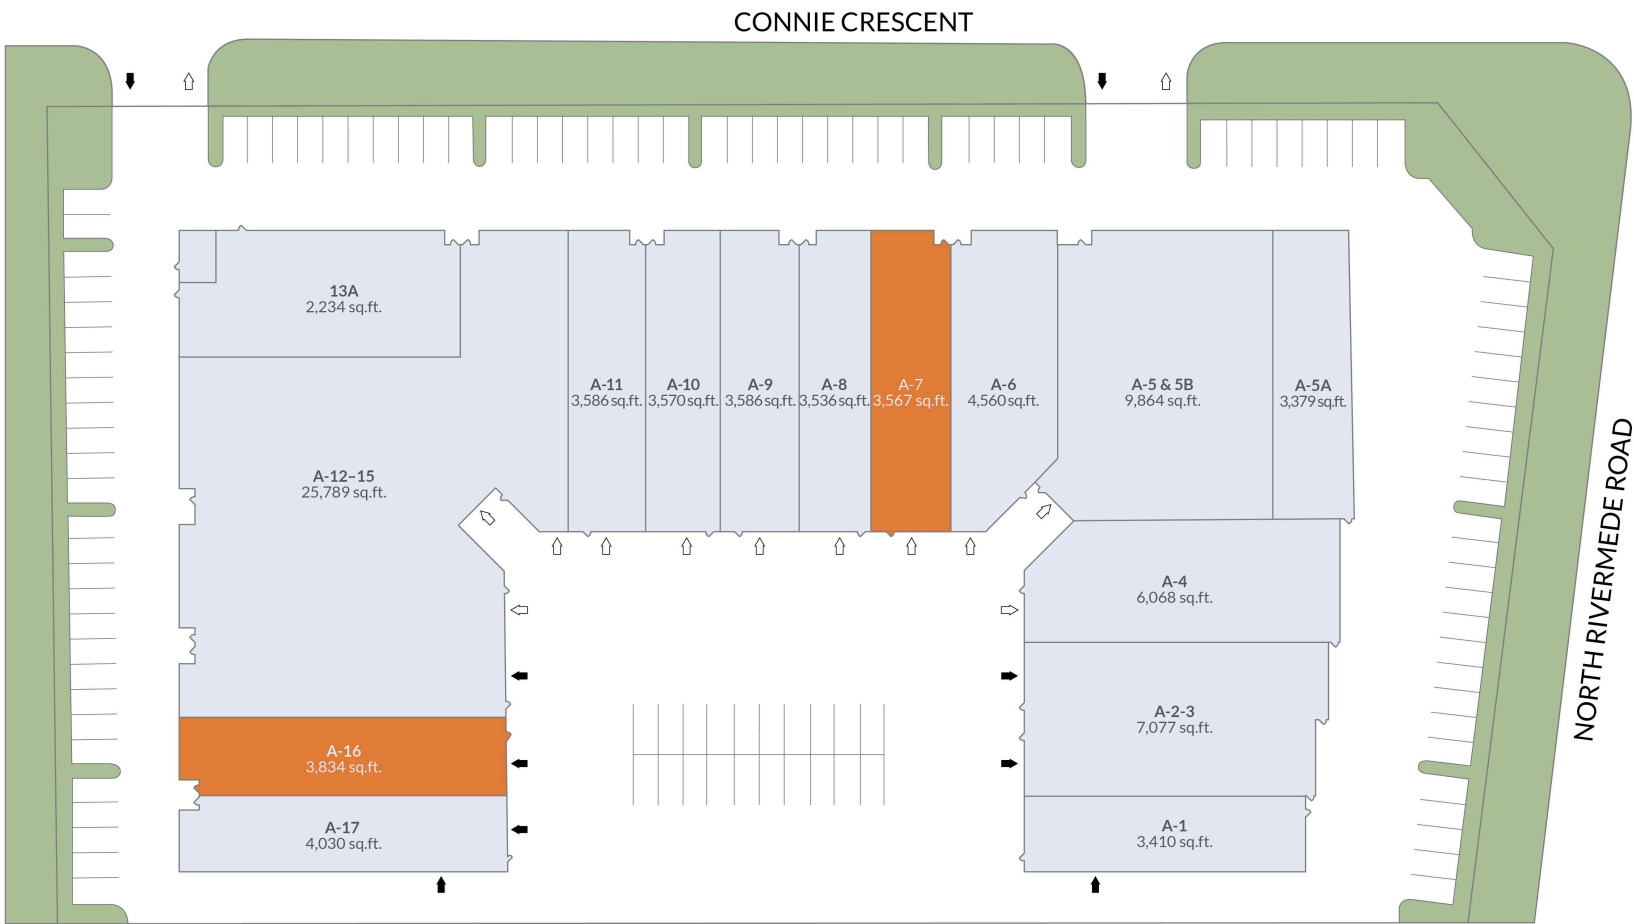 CONNIE CRESCENT
13A
2,234 sq.ft.
A-11
3,586 sq.ft.
A-10
3,570 sq.ft.
A-9
3,586 sq.ft.
A-8
3,536 sq.ft.
A-7
3,567 sq.ft.
A-6
4,560 sq.ft.
A-5 & 5B
9,864 sq.ft.
A-5A
3,379 sq.ft.
A-12–15
25,789 sq.ft.
A-4
6,068 sq.ft.
A-2-3
7,077 sq.ft.
A-16
3,834 sq.ft.
A-17
4,030 sq.ft.
A-1
3,410 sq.ft.
NORTH RIVERMEDE ROAD